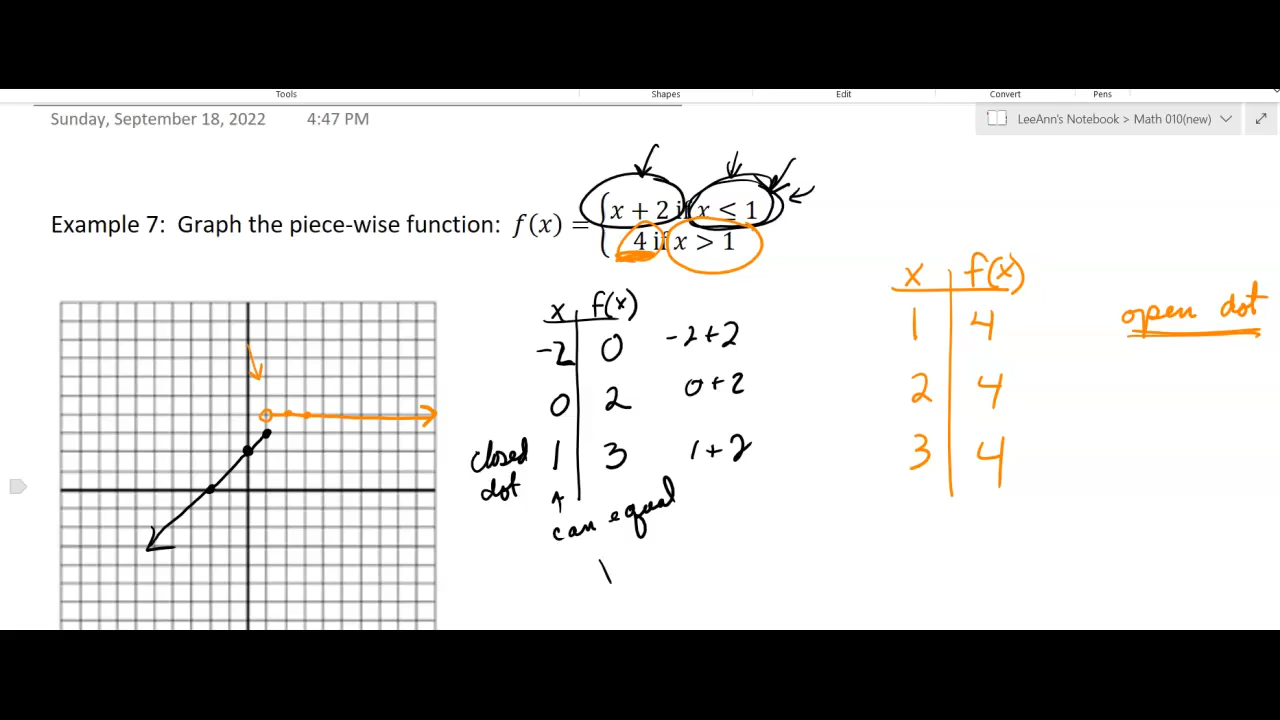 Tools Shapes Edit Convert Pens
Sunday, September 18, 2022 4:47 PM
LeeAnn's Notebook > Math 010(new)
Example 7: Graph the piece-wise function: f(x) = { x + 2 if x ≤ 1
4 if x > 1
x f(x)
-2 0 -2+2
0 2 0+2
closed dot 1 3 1+2
can equal
1
x f(x)
1 4
2 4
3 4
open dot